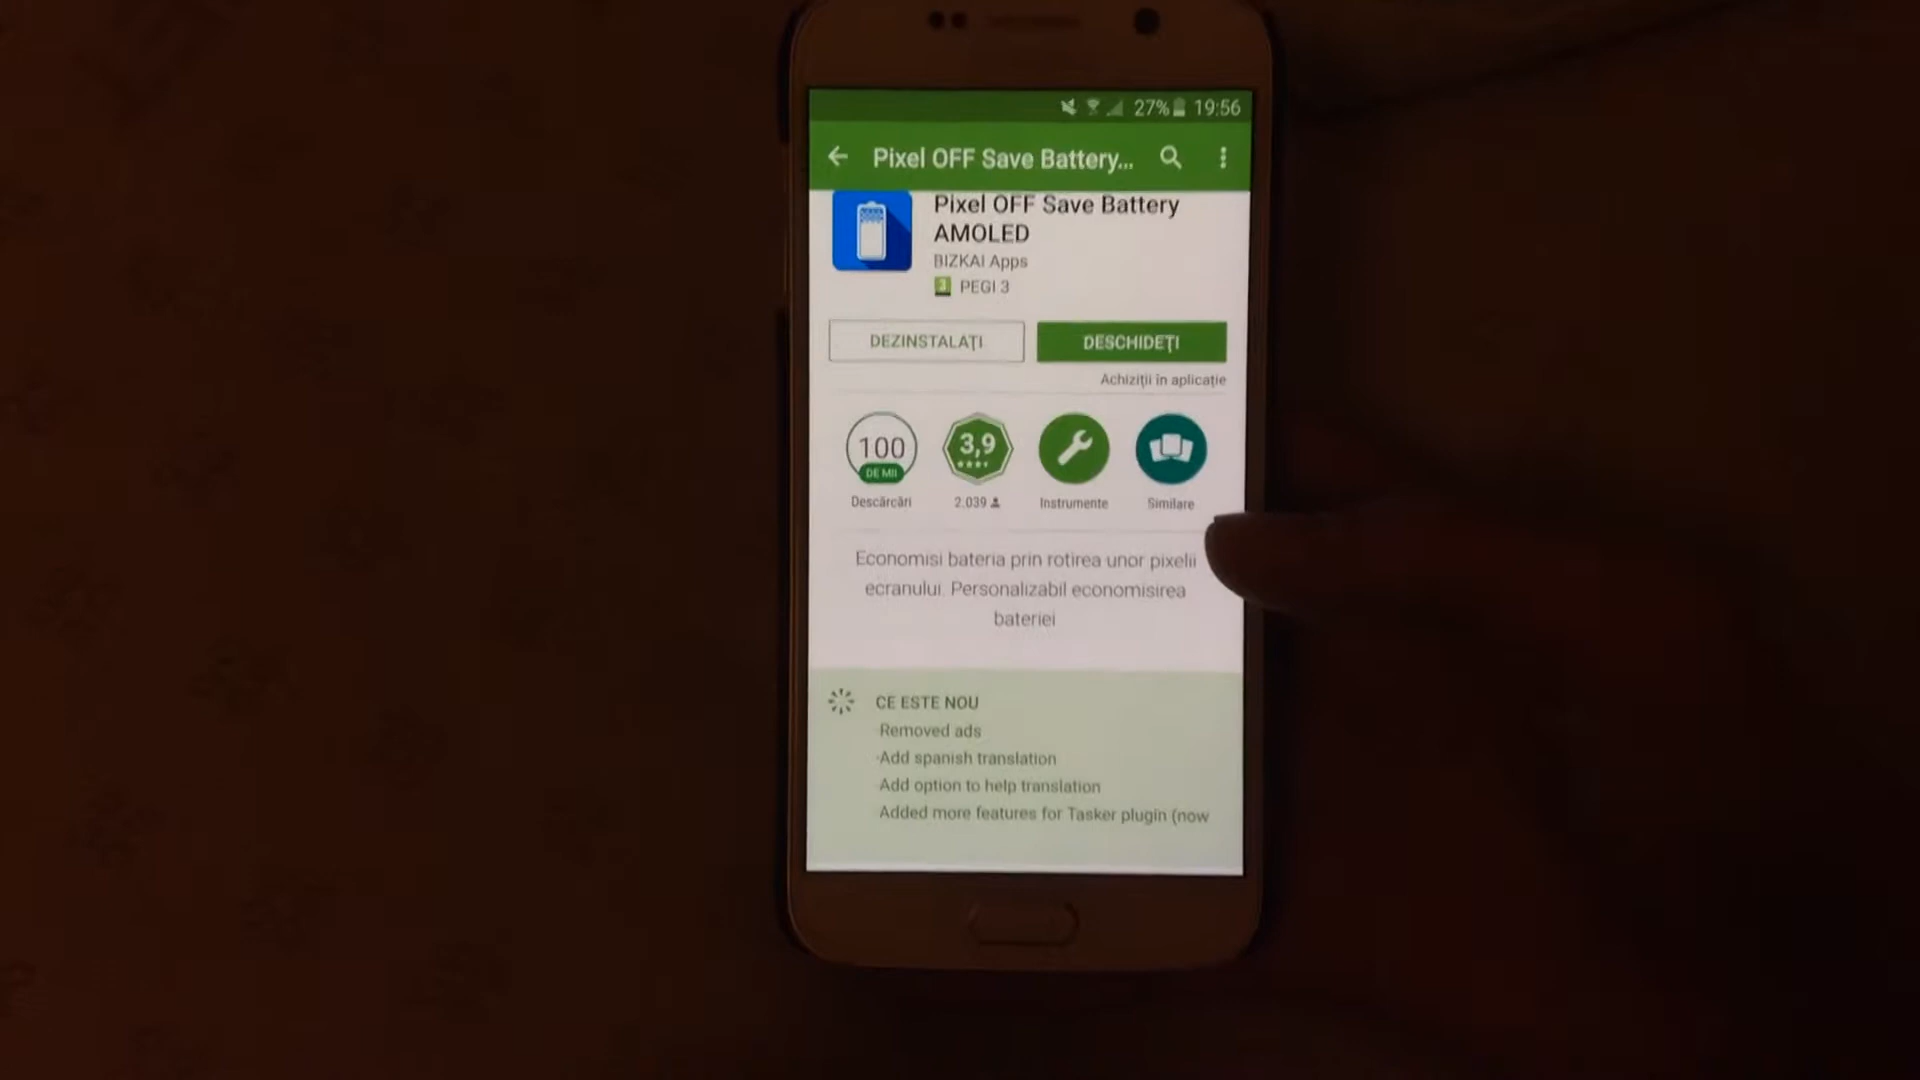 27% 19:56
Pixel OFF Save Battery...
Pixel OFF Save Battery
AMOLED
BIZKAI Apps
3 PEGI 3
DEZINSTALAȚI
DESCHIDEȚI
Achiziții în aplicație
100
DE MII
Descărcări
3,9
2.039
Instrumente
Similare
Economisi bateria prin rotirea unor pixelii
ecranului. Personalizabil economisirea
bateriei
CE ESTE NOU
·Removed ads
·Add spanish translation
·Add option to help translation
·Added more features for Tasker plugin (now